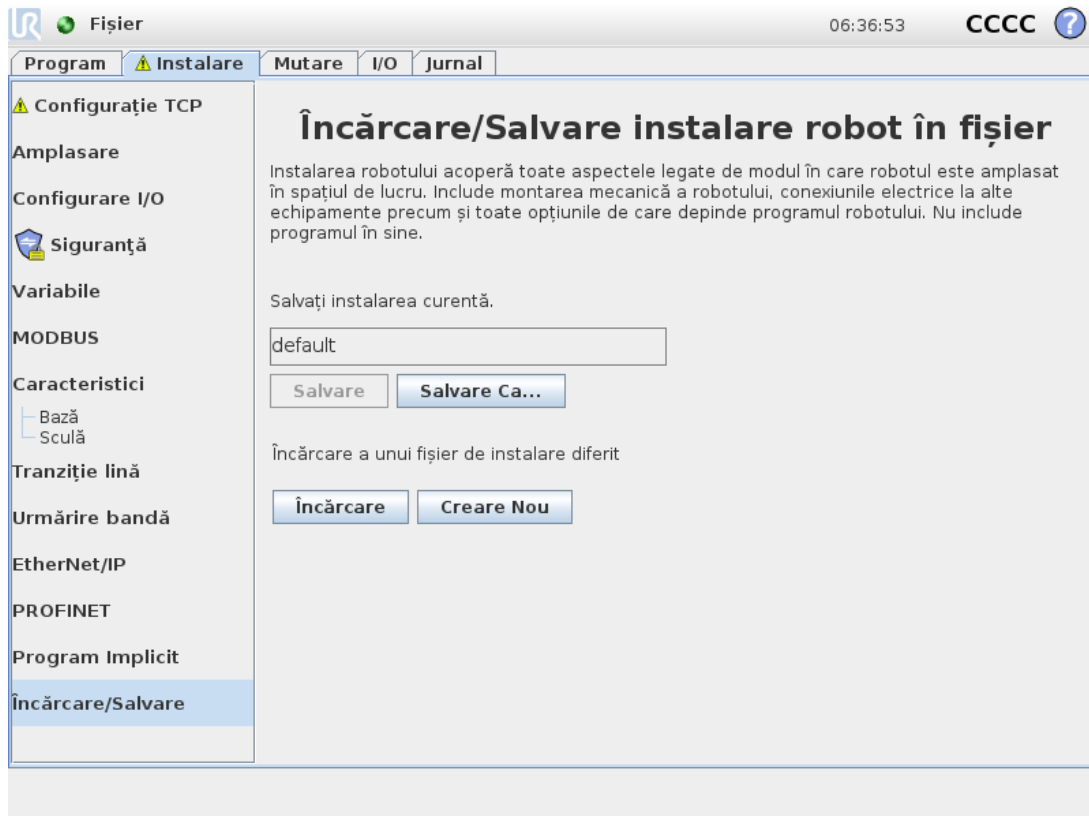 UR Fișier 06:36:53 CCCC ?
Program Instalare Mutare I/O Jurnal
Configurație TCP
Amplasare
Configurare I/O
Siguranță
Variabile
MODBUS
Caracteristici
Bază
Sculă
Tranziție lină
Urmărire bandă
EtherNet/IP
PROFINET
Program Implicit
Încărcare/Salvare
Încărcare/Salvare instalare robot în fișier
Instalarea robotului acoperă toate aspectele legate de modul în care robotul este amplasat
în spațiul de lucru. Include montarea mecanică a robotului, conexiunile electrice la alte
echipamente precum și toate opțiunile de care depinde programul robotului. Nu include
programul în sine.
Salvați instalarea curentă.
default
Salvare Salvare Ca...
Încărcare a unui fișier de instalare diferit
Încărcare Creare Nou